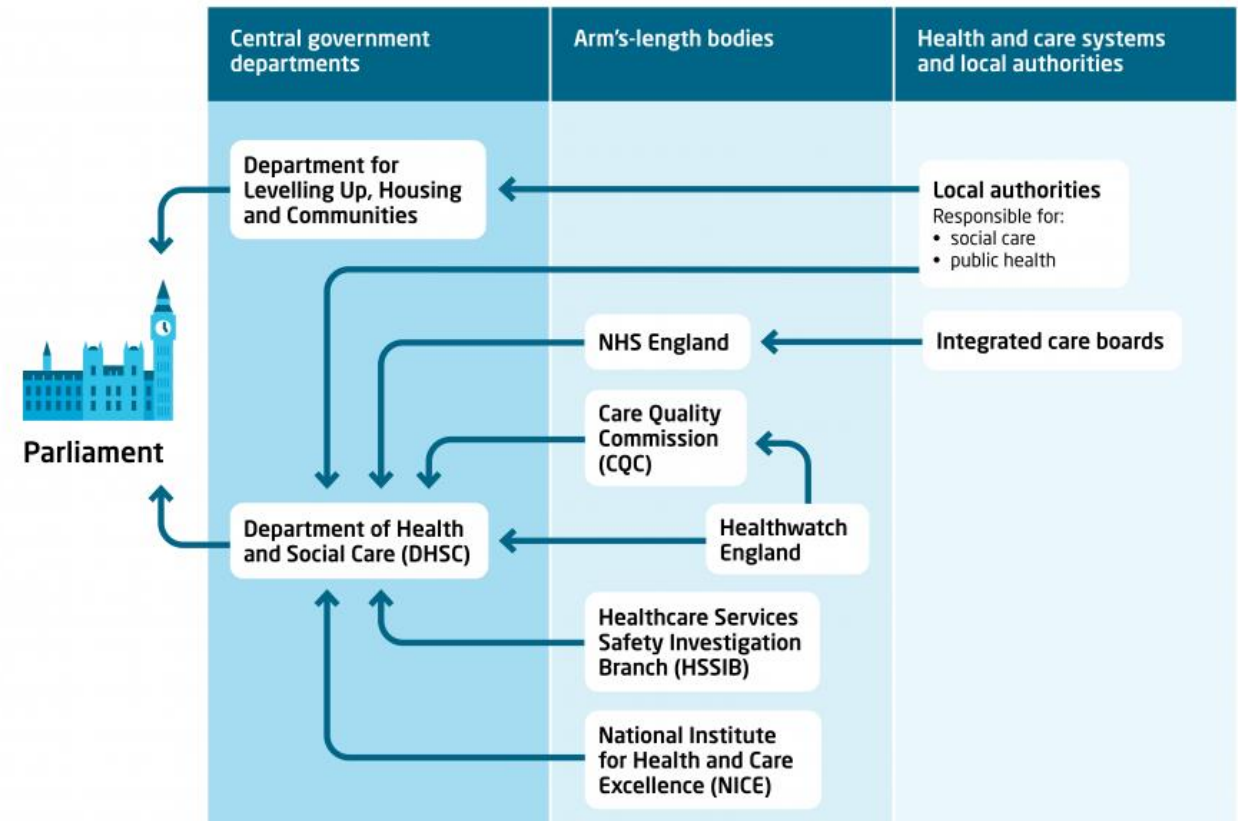 Central government
departments
Arm's-length bodies
Health and care systems
and local authorities
Department for
Levelling Up, Housing
and Communities
Local authorities
Responsible for:
• social care
• public health
NHS England
Integrated care boards
Care Quality
Commission
(CQC)
Parliament
Department of Health
and Social Care (DHSC)
Healthwatch
England
Healthcare Services
Safety Investigation
Branch (HSSIB)
National Institute
for Health and Care
Excellence (NICE)